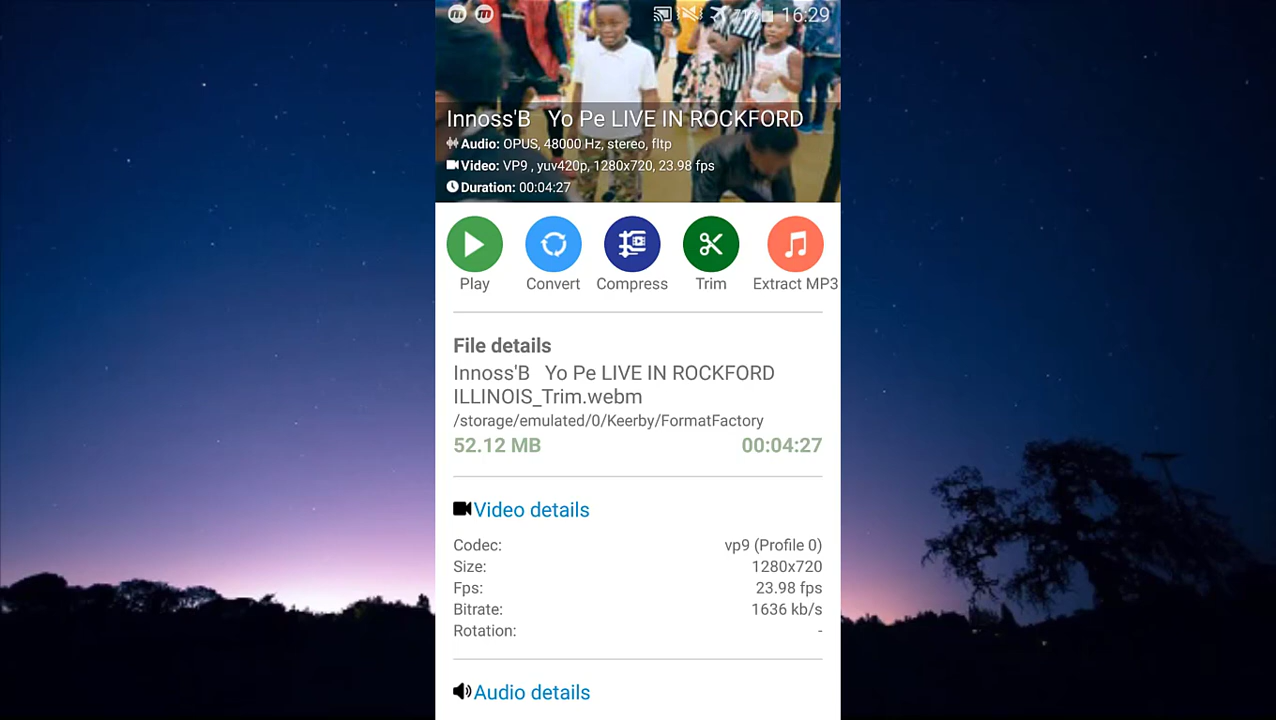 16:29
Innoss'B Yo Pe LIVE IN ROCKFORD
Audio: OPUS, 48000 Hz, stereo, fltp
Video: VP9 , yuv420p, 1280x720, 23.98 fps
Duration: 00:04:27
Play Convert Compress Trim Extract MP3
File details
Innoss'B Yo Pe LIVE IN ROCKFORD
ILLINOIS_Trim.webm
/storage/emulated/0/Keerby/FormatFactory
52.12 MB 00:04:27
Video details
Codec: vp9 (Profile 0)
Size: 1280x720
Fps: 23.98 fps
Bitrate: 1636 kb/s
Rotation: -
Audio details